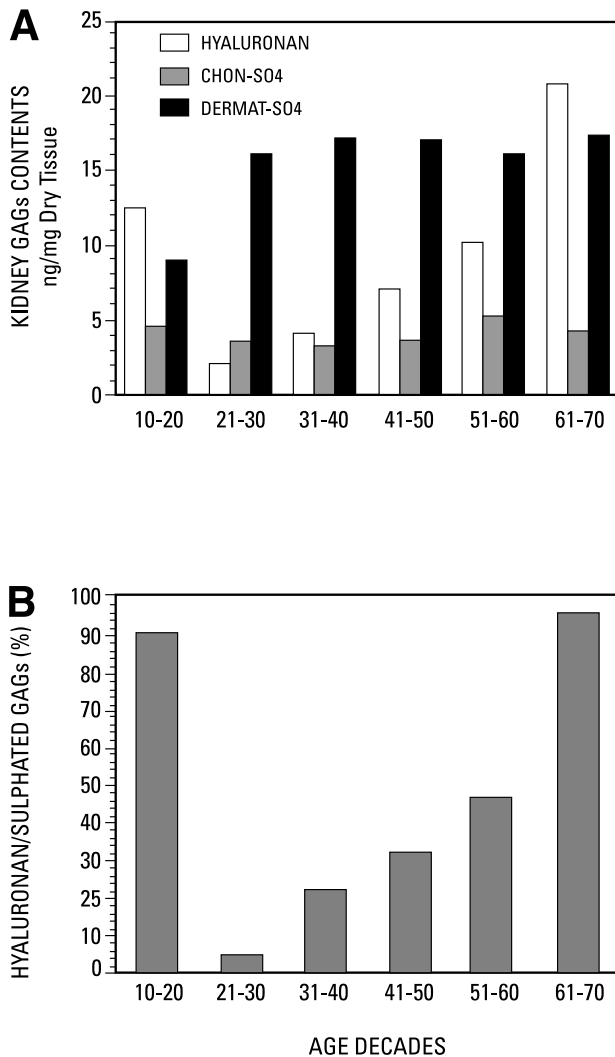 A
KIDNEY GAGs CONTENTS
ng/mg Dry Tissue
25
20
15
10
5
0
HYALURONAN
CHON-SO4
DERMAT-SO4
10-20 21-30 31-40 41-50 51-60 61-70
B
HYALURONAN/SULPHATED GAGs (%)
100
90
80
70
60
50
40
30
25
10
0
10-20 21-30 31-40 41-50 51-60 61-70
AGE DECADES